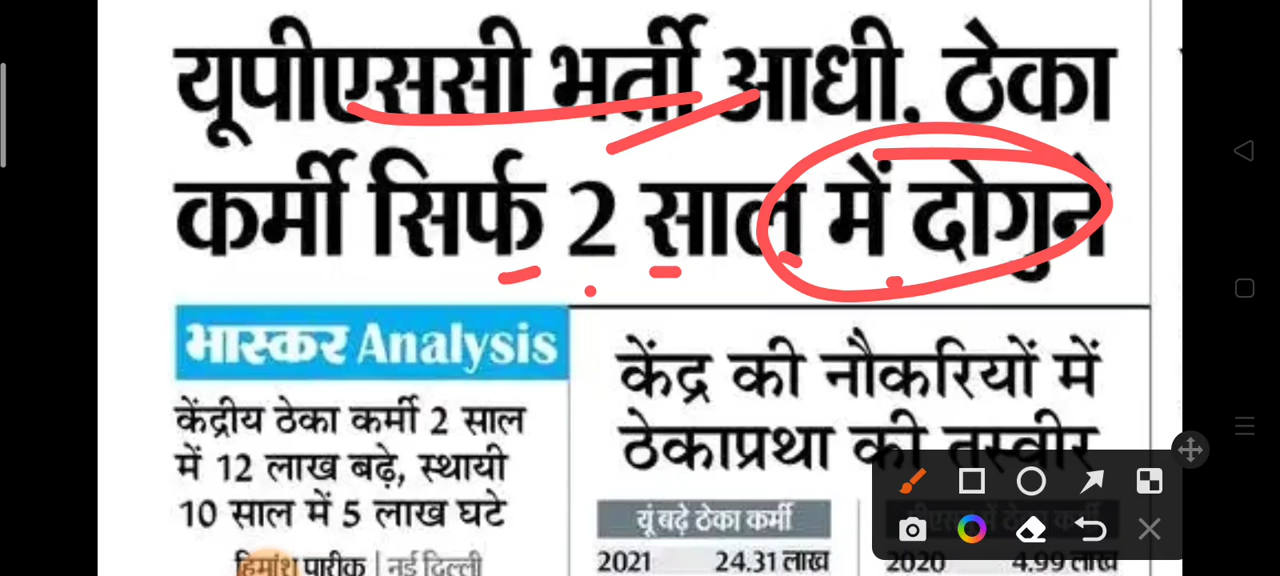 यूपीएससी भर्ती आधी, ठेका
कर्मी सिर्फ 2 साल में दोगुने
भास्कर Analysis
केंद्रीय ठेका कर्मी 2 साल
में 12 लाख बढ़े, स्थायी
10 साल में 5 लाख घटे
हिमांशु पारीक | नई दिल्ली
केंद्र की नौकरियों में
ठेकाप्रथा की तस्वीर
यूं बढ़े ठेका कर्मी
2021 24.31 लाख
में ठेका कर्मी
2020 4.99 लाख